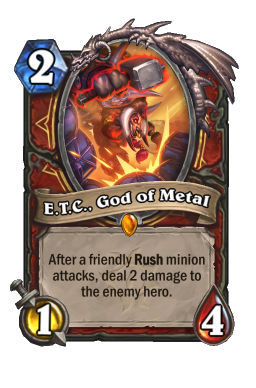 2
E.T.C., God of Metal
After a friendly Rush minion
attacks, deal 2 damage to
the enemy hero.
1
4